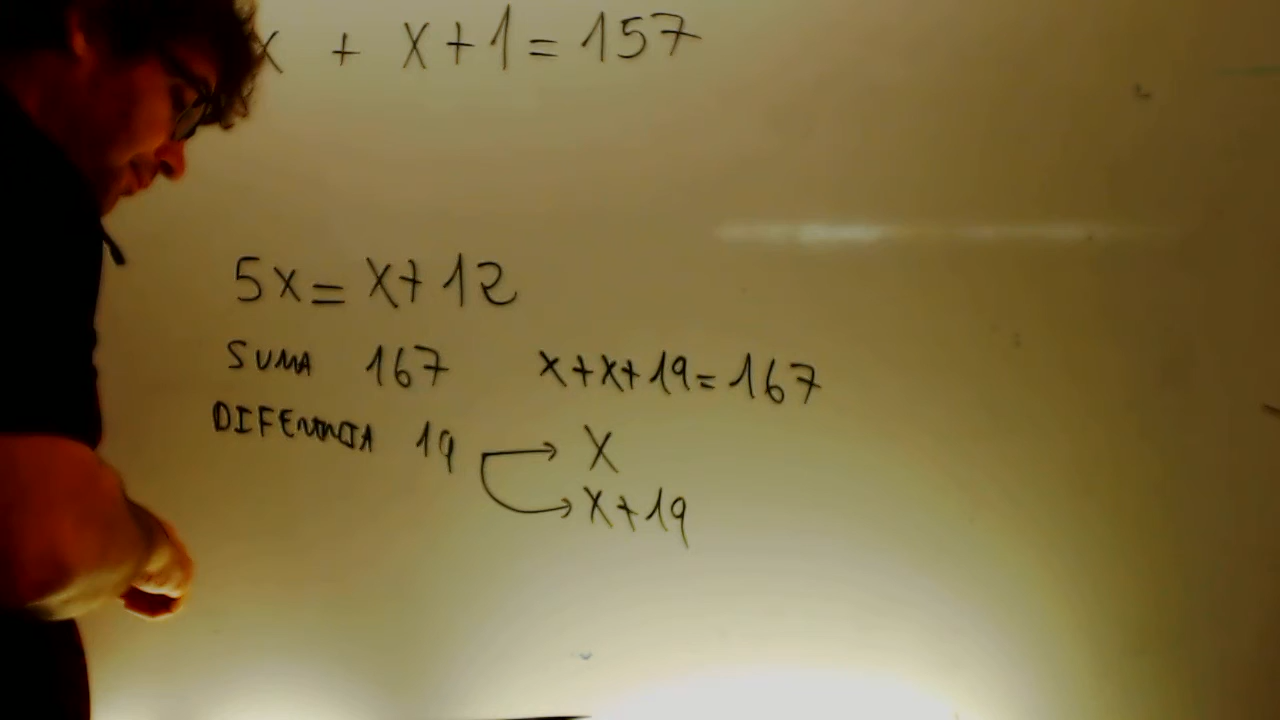 x + x+1=157
5x=x+12
SUMA 167 x+x+19=167
DIFERENCIA 19 → x
→ x+19